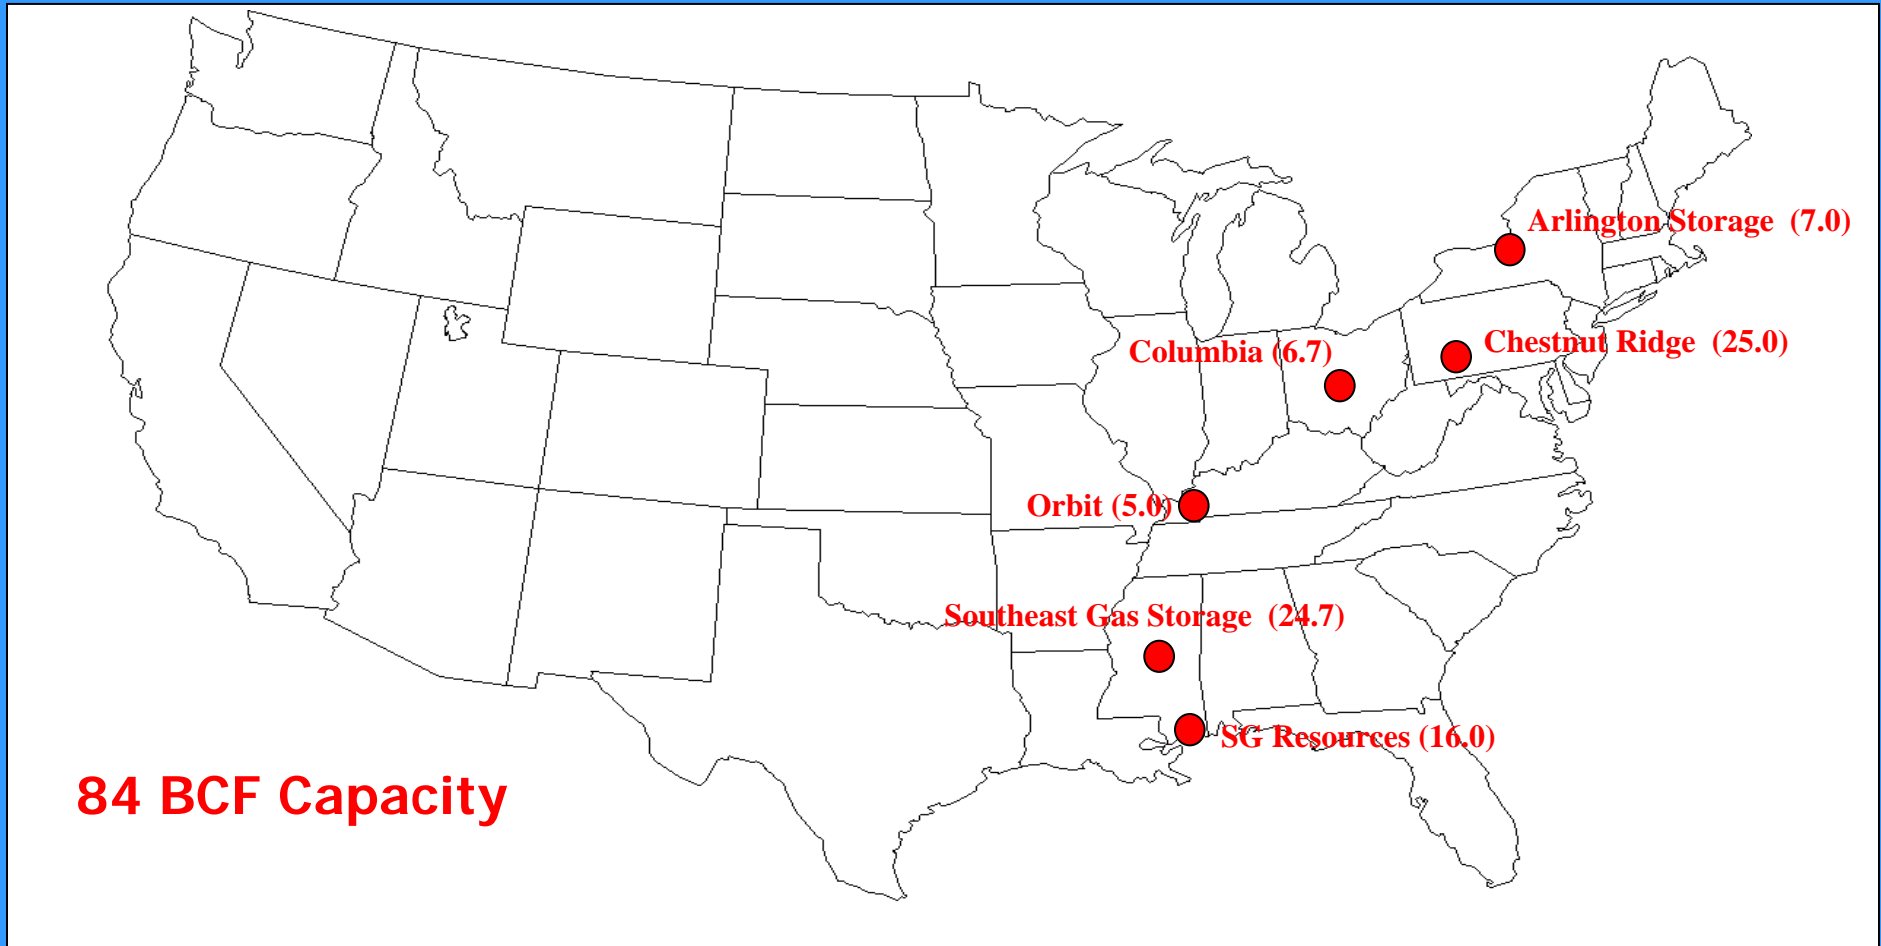 Arlington Storage (7.0)
Chestnut Ridge (25.0)
Columbia (6.7)
Orbit (5.0)
Southeast Gas Storage (24.7)
SG Resources (16.0)
84 BCF Capacity